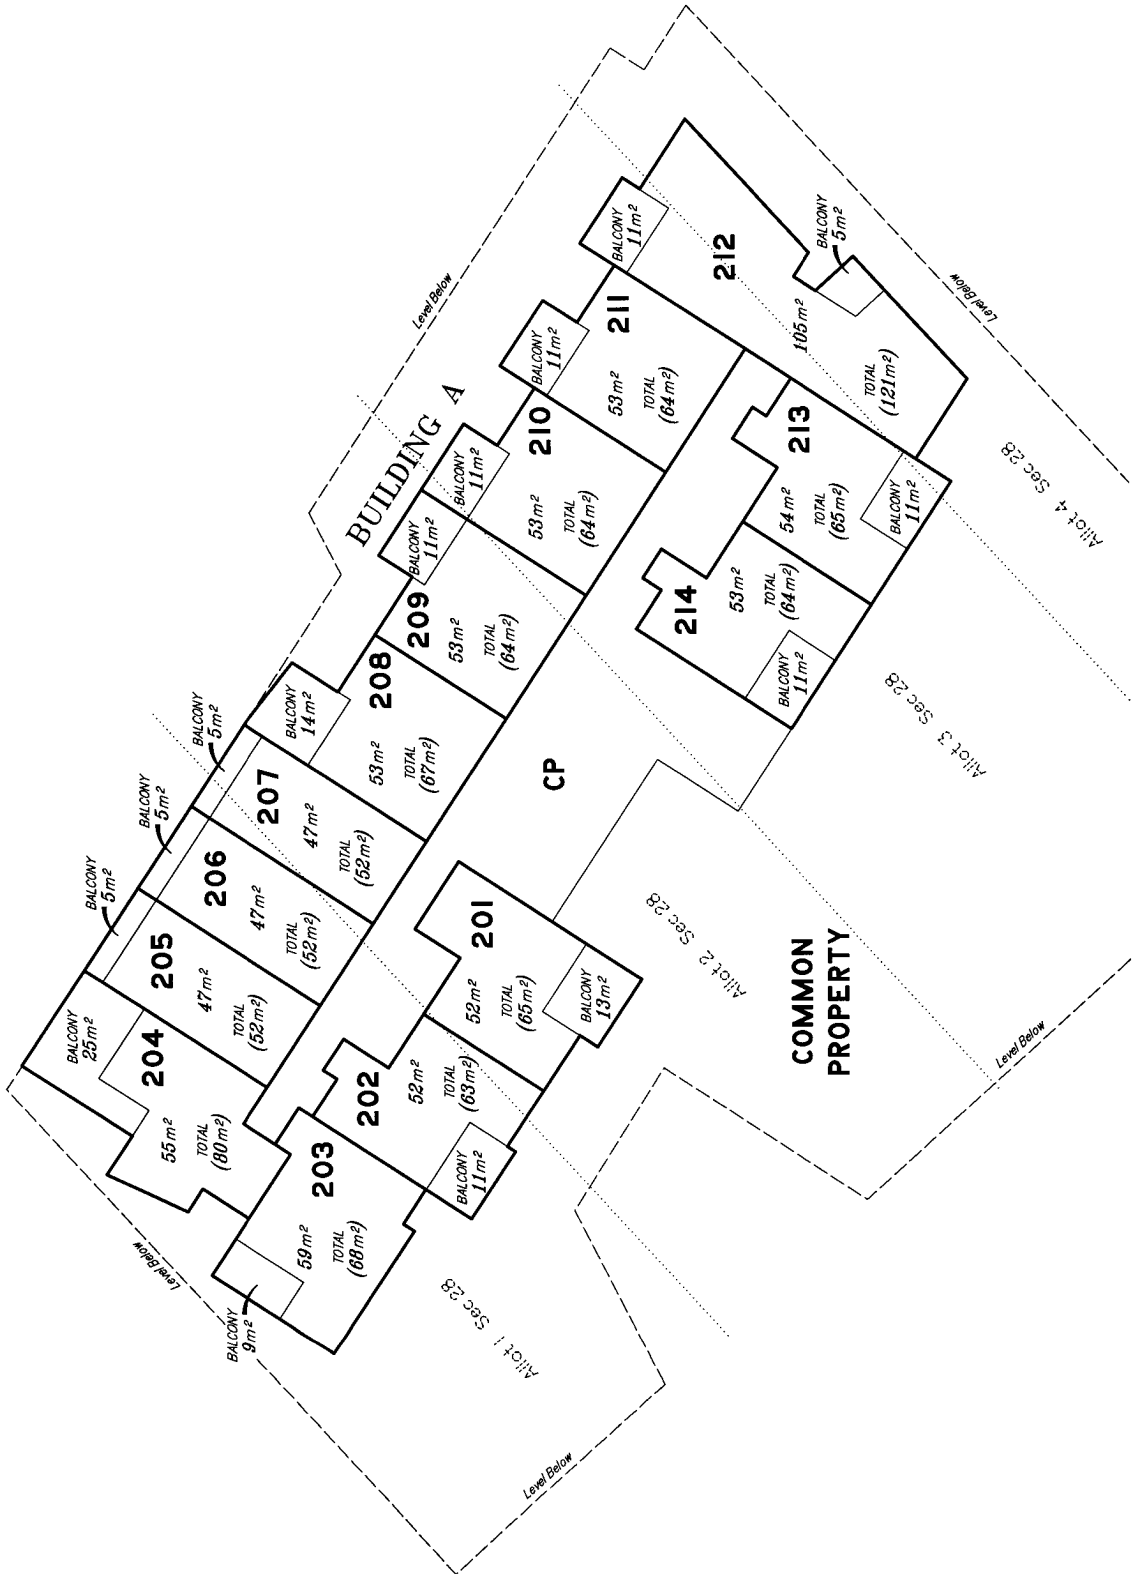 BUILDING A
Level Below
212
BALCONY
11m²
BALCONY
5m²
105m²
TOTAL
(121m²)
Level Below
211
BALCONY
11m²
53m²
TOTAL
(64m²)
210
BALCONY
11m²
53m²
TOTAL
(64m²)
209
BALCONY
11m²
53m²
TOTAL
(64m²)
208
BALCONY
14m²
53m²
TOTAL
(67m²)
207
BALCONY
5m²
47m²
TOTAL
(52m²)
206
BALCONY
5m²
47m²
TOTAL
(52m²)
205
BALCONY
5m²
47m²
TOTAL
(52m²)
204
BALCONY
25m²
55m²
TOTAL
(80m²)
Level Below
203
59m²
TOTAL
(68m²)
BALCONY
9m²
202
52m²
TOTAL
(63m²)
BALCONY
11m²
201
52m²
TOTAL
(65m²)
BALCONY
13m²
CP
213
54m²
TOTAL
(65m²)
BALCONY
11m²
214
53m²
TOTAL
(64m²)
BALCONY
11m²
Allot 4 Sec 28
Allot 3 Sec 28
Allot 2 Sec 28
Allot 1 Sec 28
COMMON
PROPERTY
Level Below
Level Below